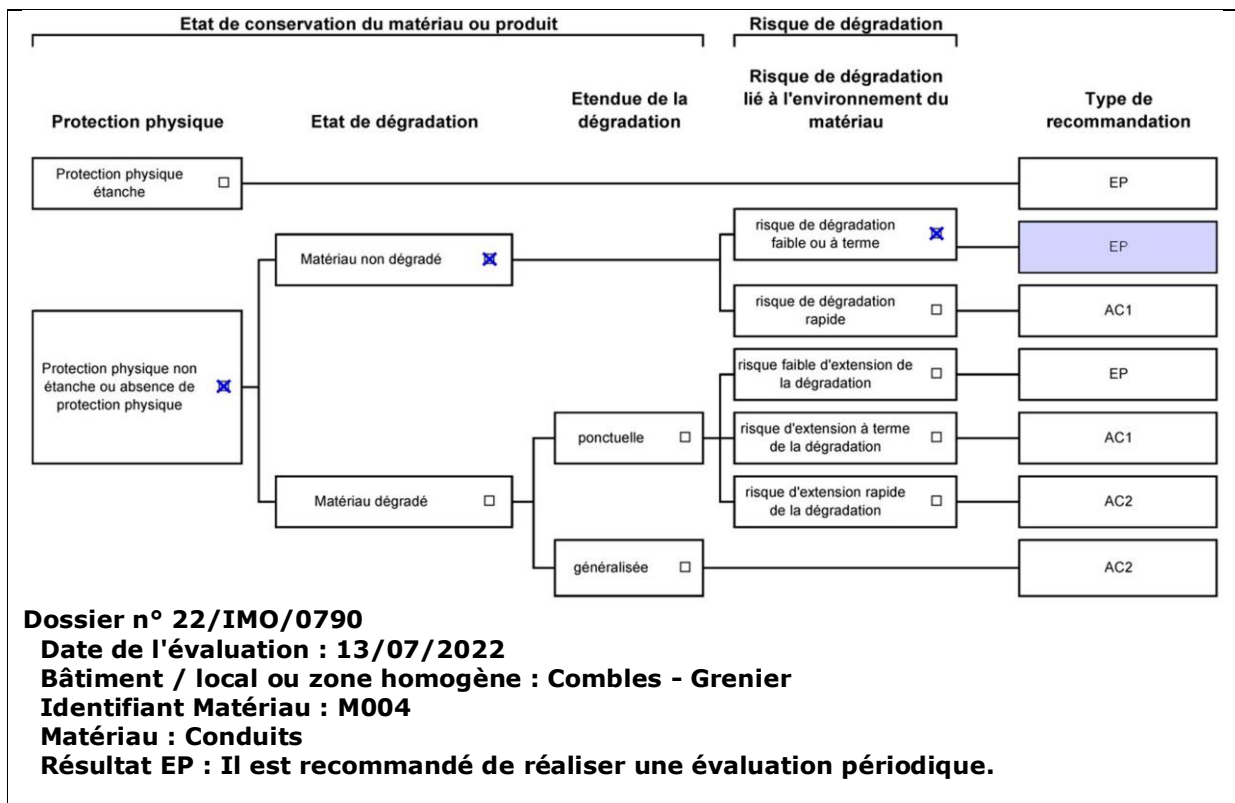 Etat de conservation du matériau ou produit
Risque de dégradation
Protection physique
Etat de dégradation
Etendue de la
dégradation
Risque de dégradation
lié à l'environnement du
matériau
Type de
recommandation
Protection physique
étanche
EP
risque de dégradation
faible ou à terme
EP
Matériau non dégradé
risque de dégradation
rapide
AC1
Protection physique non
étanche ou absence de
protection physique
risque faible d'extension de
la dégradation
EP
ponctuelle
risque d'extension à terme
de la dégradation
AC1
Matériau dégradé
risque d'extension rapide
de la dégradation
AC2
généralisée
AC2
Dossier n° 22/IMO/0790
Date de l'évaluation : 13/07/2022
Bâtiment / local ou zone homogène : Combles - Grenier
Identifiant Matériau : M004
Matériau : Conduits
Résultat EP : Il est recommandé de réaliser une évaluation périodique.